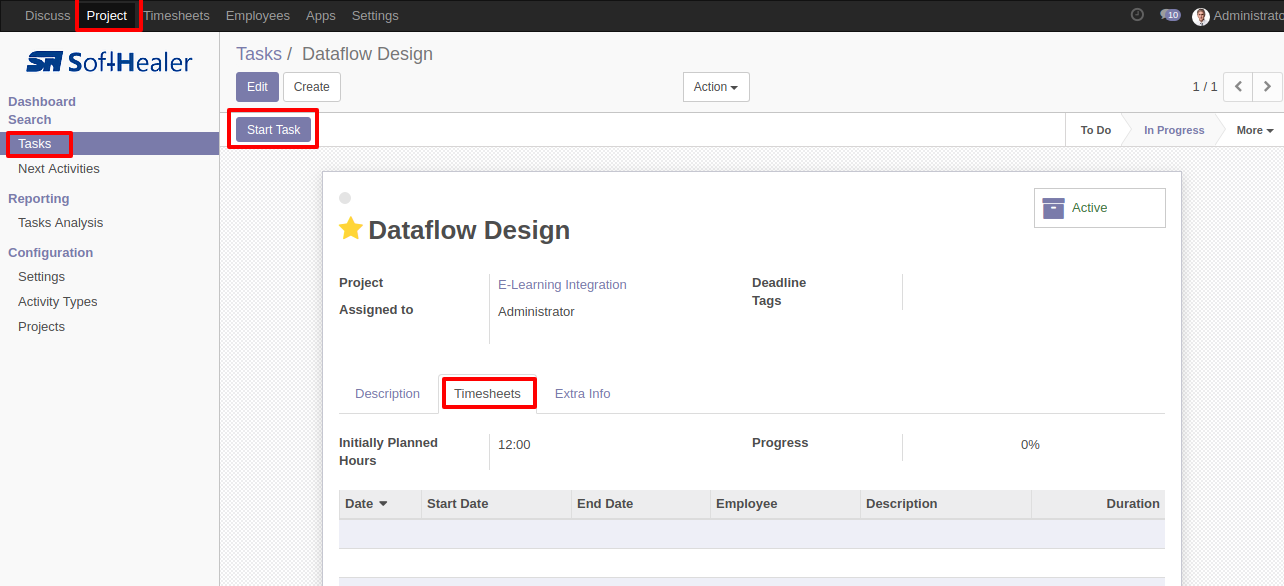 Discuss Project Timesheets Employees Apps Settings 10 Administrato
SoftHealer
Tasks / Dataflow Design
Edit Create Action 1 / 1
Dashboard
Search
Tasks
Next Activities
Reporting
Tasks Analysis
Configuration
Settings
Activity Types
Projects
Start Task To Do In Progress More
Active
Dataflow Design
Project E-Learning Integration Deadline
Tags
Assigned to Administrator
Description Timesheets Extra Info
Initially Planned Hours 12:00 Progress 0%
Date Start Date End Date Employee Description Duration